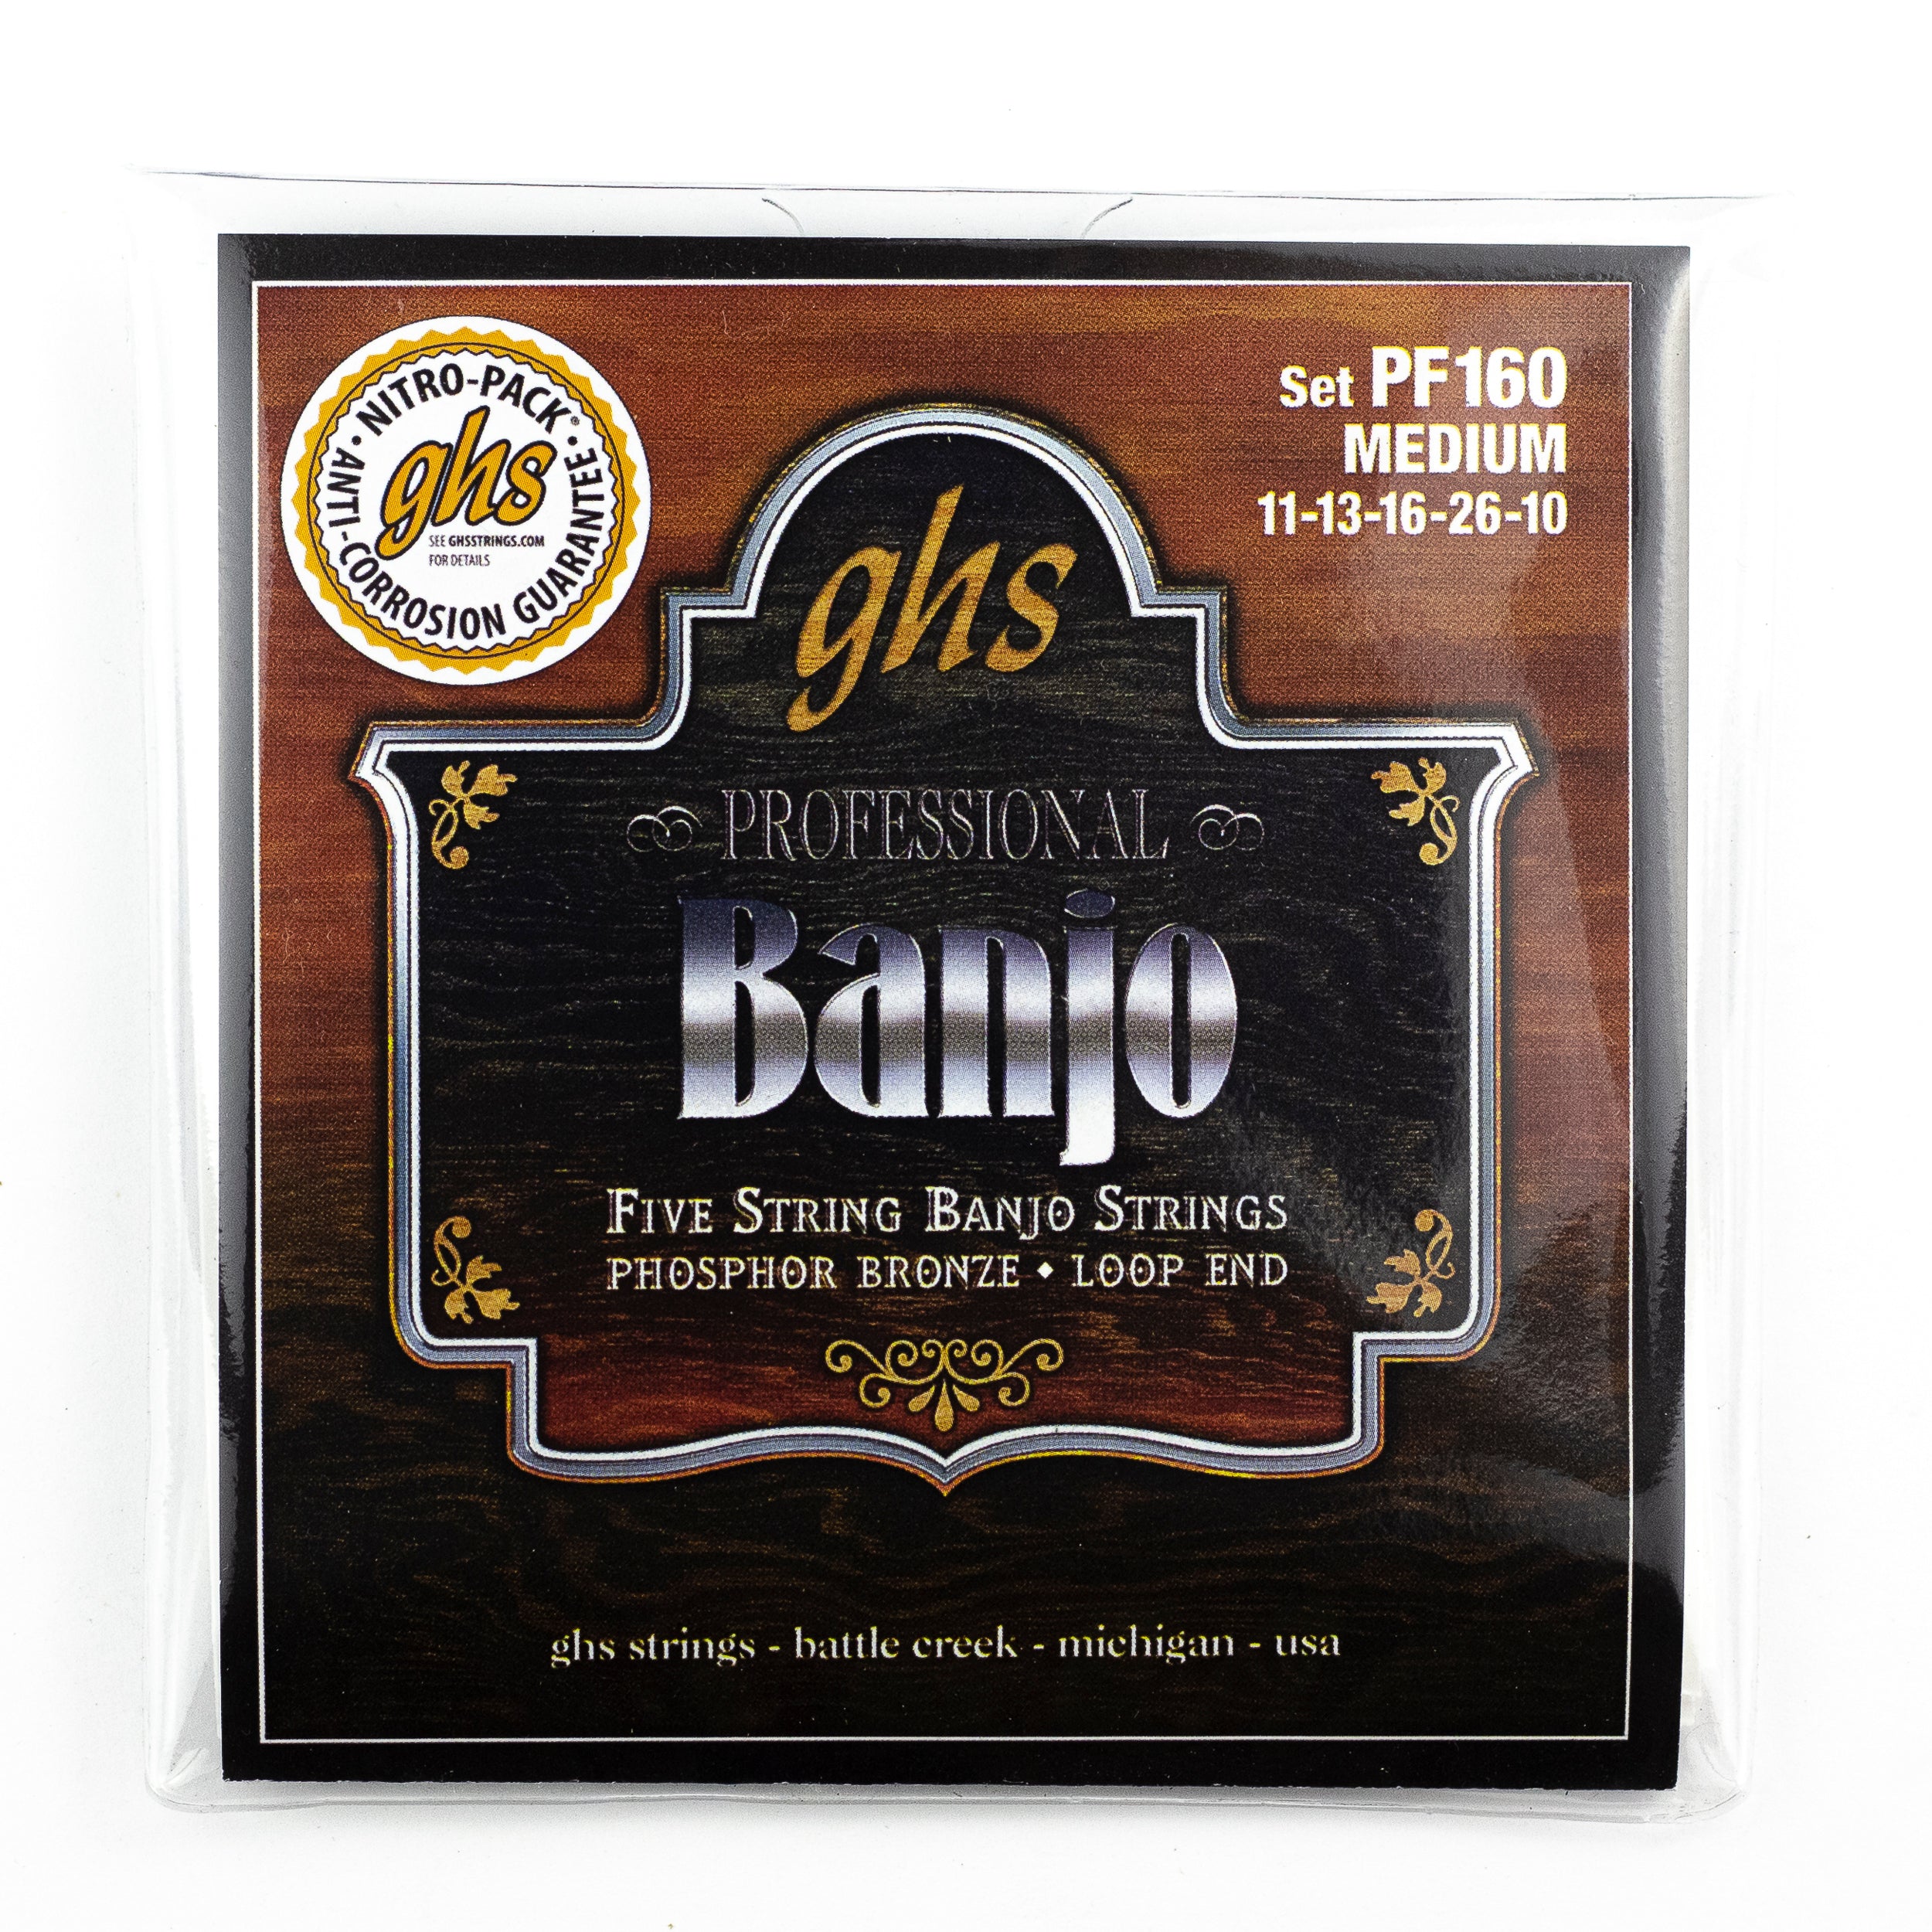 • NITRO-PACK® •
ghs
SEE GHSSTRINGS.COM
FOR DETAILS
ANTI-CORROSION GUARANTEE
Set PF160
MEDIUM
11-13-16-26-10
ghs
PROFESSIONAL
Banjo
FIVE STRING BANJO STRINGS
PHOSPHOR BRONZE • LOOP END
ghs strings - battle creek - michigan - usa